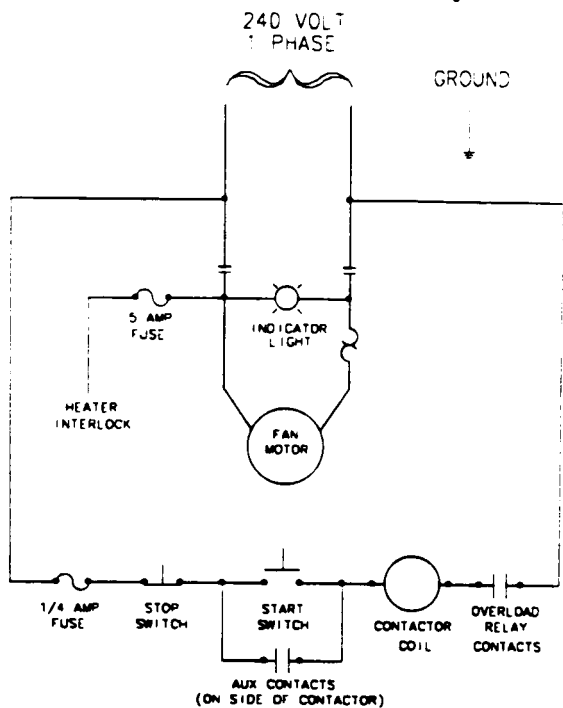 240 VOLT
1 PHASE
GROUND
5 AMP
FUSE
INDICATOR
LIGHT
HEATER
INTERLOCK
FAN
MOTOR
1/4 AMP
FUSE
STOP
SWITCH
START
SWITCH
CONTACTOR
COIL
OVERLOAD
RELAY
CONTACTS
AUX CONTACTS
(ON SIDE OF CONTACTOR)